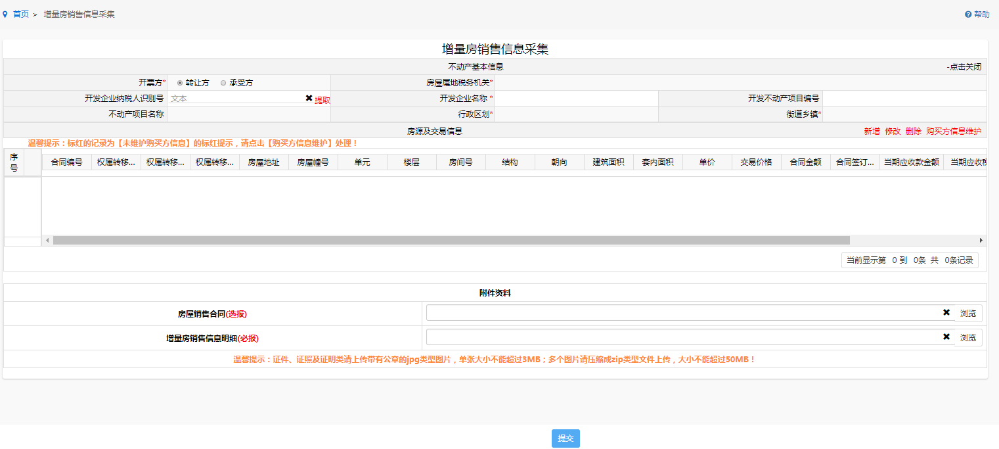 首页 > 增量房销售信息采集
帮助
增量房销售信息采集
不动产基本信息 -点击关闭
开票方* 转让方 承受方 房屋属地税务机关*
开发企业纳税人识别号 文本 提取 开发企业名称 * 开发不动产项目编号
不动产项目名称 行政区划* 街道乡镇*
房源及交易信息 新增 修改 删除 购买方信息维护
温馨提示：标红的记录为【未维护购买方信息】的标红提示，请点击【购买方信息维护】处理！
序号 合同编号 权属转移... 权属转移... 权属转移... 房屋地址 房屋幢号 单元 楼层 房间号 结构 朝向 建筑面积 套内面积 单价 交易价格 合同金额 合同签订... 当期应收款金额 当期应收税
当前显示第 0 到 0条 共 0条记录
附件资料
房屋销售合同(选报) 浏览
增量房销售信息明细(必报) 浏览
温馨提示：证件、证照及证明类请上传带有公章的jpg类型图片，单张大小不能超过3MB；多个图片请压缩成zip类型文件上传，大小不能超过50MB！
提交